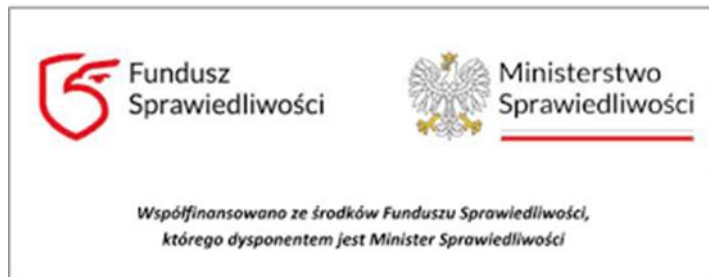 Fundusz
Sprawiedliwości
Ministerstwo
Sprawiedliwości
Współfinansowano ze środków Funduszu Sprawiedliwości,
którego dysponentem jest Minister Sprawiedliwości